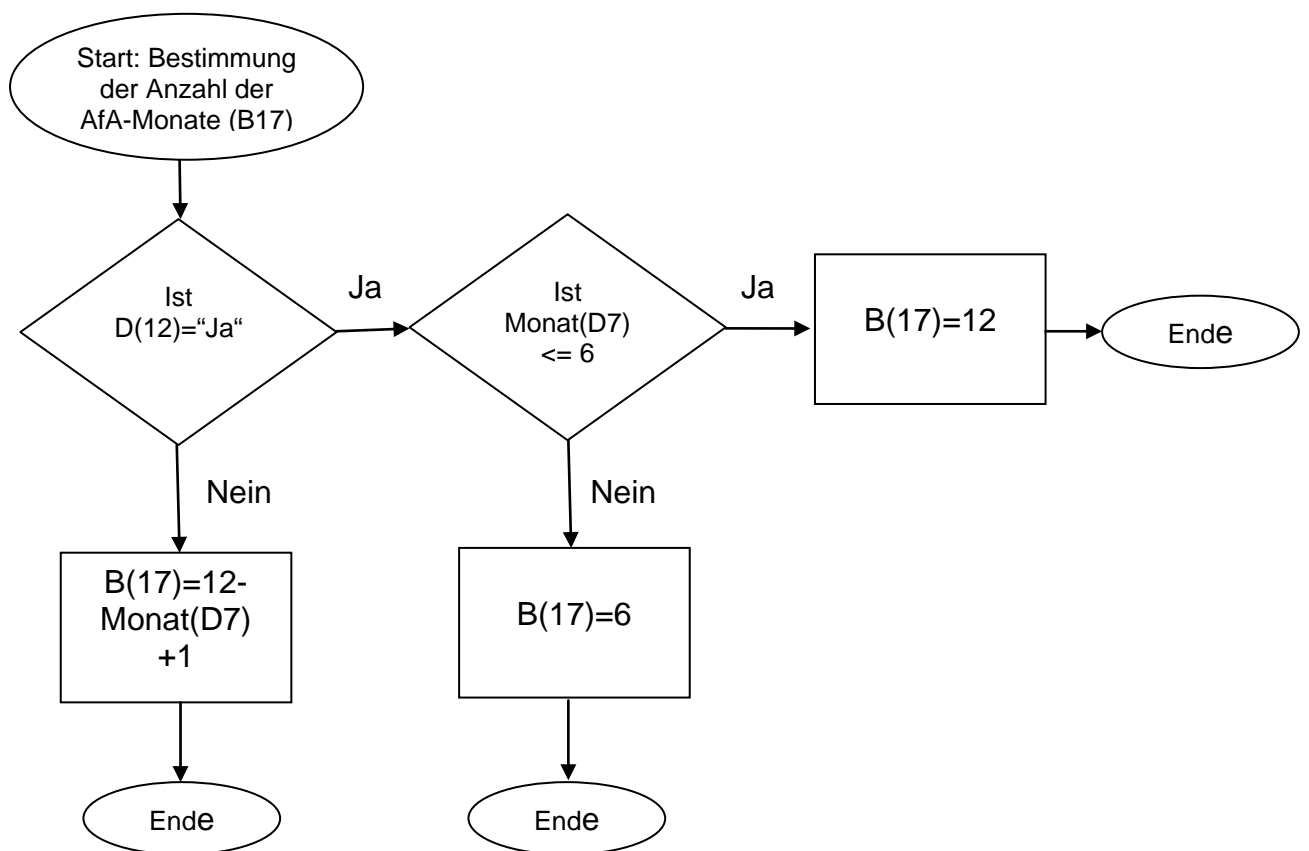 Start: Bestimmung
der Anzahl der
AfA-Monate (B17)
Ist
D(12)=“Ja“
Ja
Ist
Monat(D7)
<= 6
Ja
B(17)=12
Ende
Nein
Nein
B(17)=12-
Monat(D7)
+1
B(17)=6
Ende
Ende